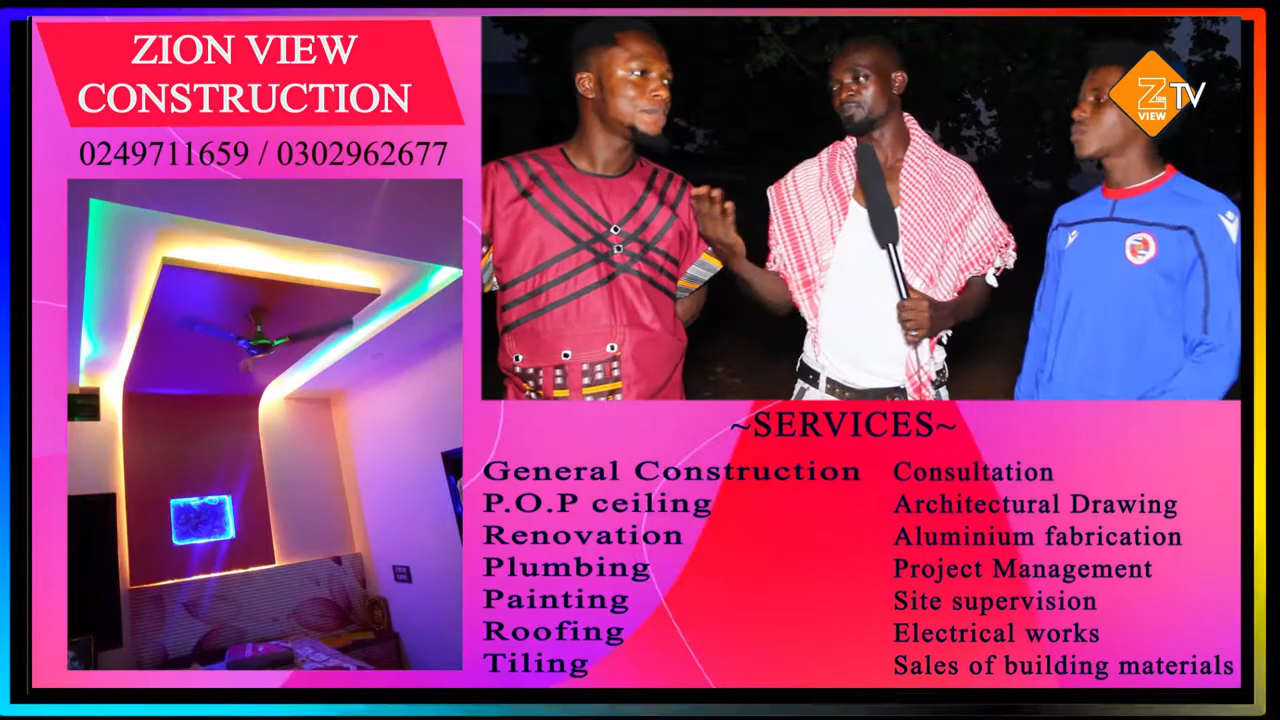 ZION VIEW
CONSTRUCTION
0249711659 / 0302962677
Z TV
VIEW
~SERVICES~
General Construction
P.O.P ceiling
Renovation
Plumbing
Painting
Roofing
Tiling
Consultation
Architectural Drawing
Aluminium fabrication
Project Management
Site supervision
Electrical works
Sales of building materials